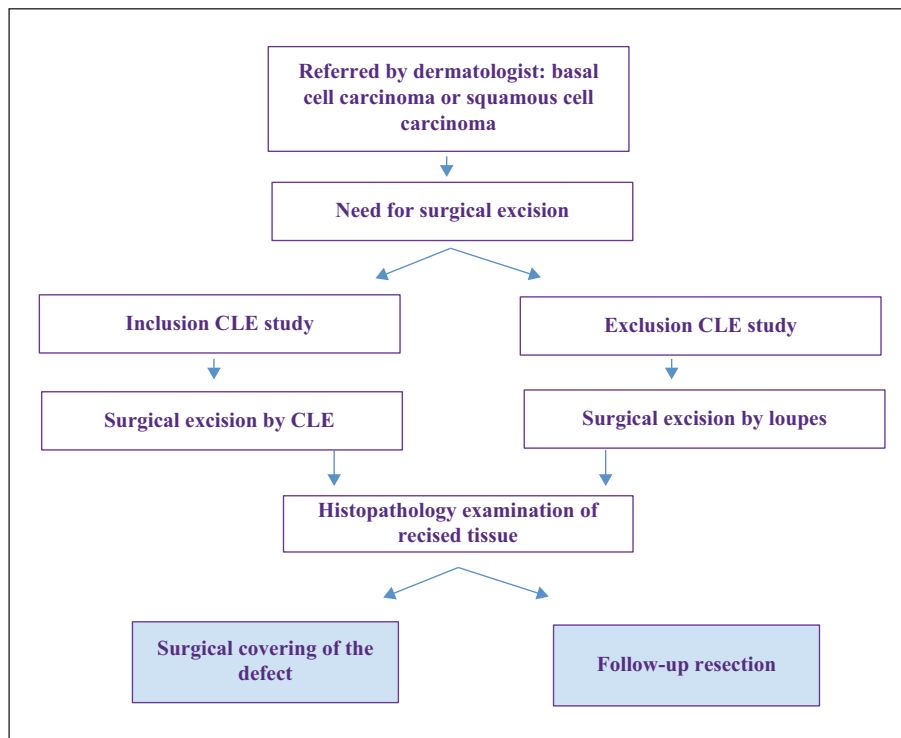 Referred by dermatologist: basal
cell carcinoma or squamous cell
carcinoma
Need for surgical excision
Inclusion CLE study
Exclusion CLE study
Surgical excision by CLE
Surgical excision by loupes
Histopathology examination of
recised tissue
Surgical covering of the
defect
Follow-up resection